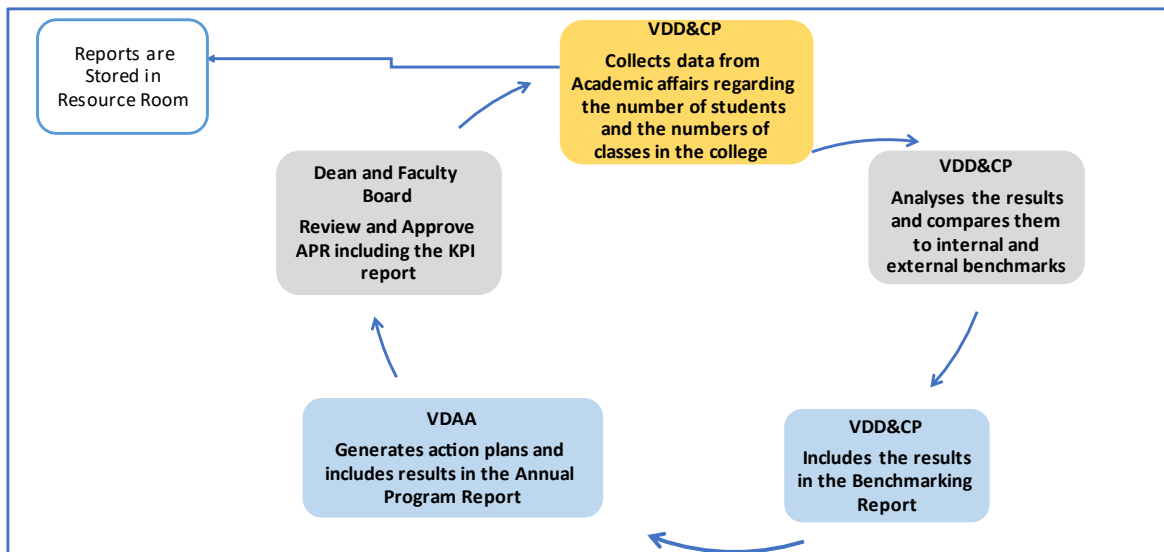 Reports are
Stored in
Resource Room
VDD&CP
Collects data from
Academic affairs regarding
the number of students
and the numbers of
classes in the college
VDD&CP
Analyses the results
and compares them
to internal and
external benchmarks
VDD&CP
Includes the results
in the Benchmarking
Report
VDAA
Generates action plans and
includes results in the Annual
Program Report
Dean and Faculty
Board
Review and Approve
APR including the KPI
report